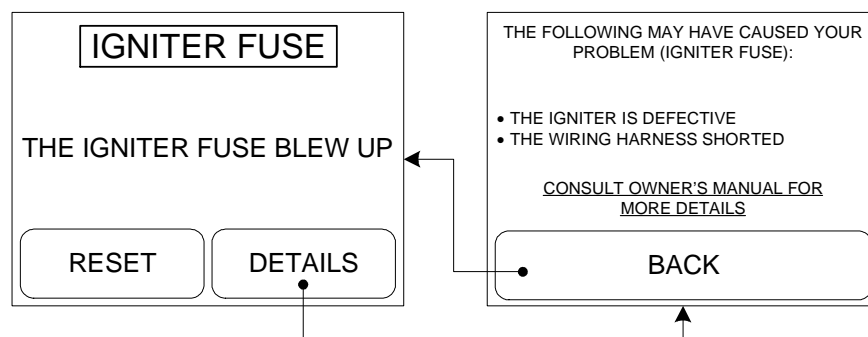 IGNITER FUSE
THE IGNITER FUSE BLEW UP
RESET
DETAILS
THE FOLLOWING MAY HAVE CAUSED YOUR
PROBLEM (IGNITER FUSE):
• THE IGNITER IS DEFECTIVE
• THE WIRING HARNESS SHORTED
CONSULT OWNER'S MANUAL FOR
MORE DETAILS
BACK